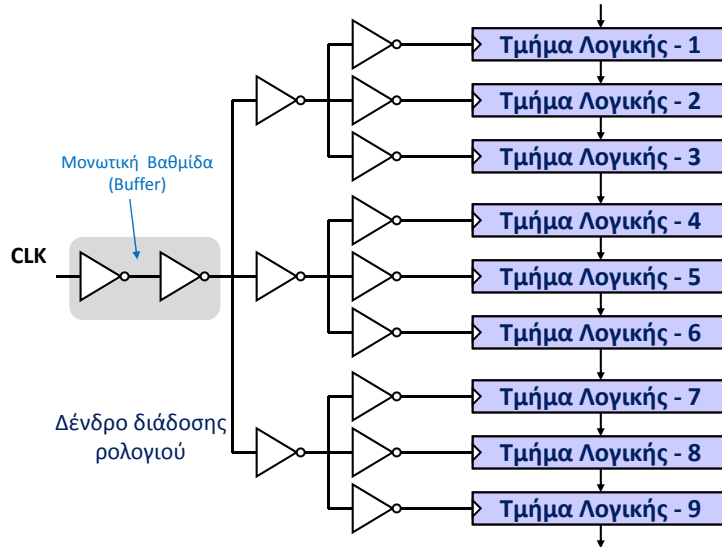 Τμήμα Λογικής - 1
Τμήμα Λογικής - 2
Τμήμα Λογικής - 3
Μονωτική Βαθμίδα
(Buffer)
Τμήμα Λογικής - 4
CLK
Τμήμα Λογικής - 5
Τμήμα Λογικής - 6
Τμήμα Λογικής - 7
Δένδρο διάδοσης
ρολογιού
Τμήμα Λογικής - 8
Τμήμα Λογικής - 9